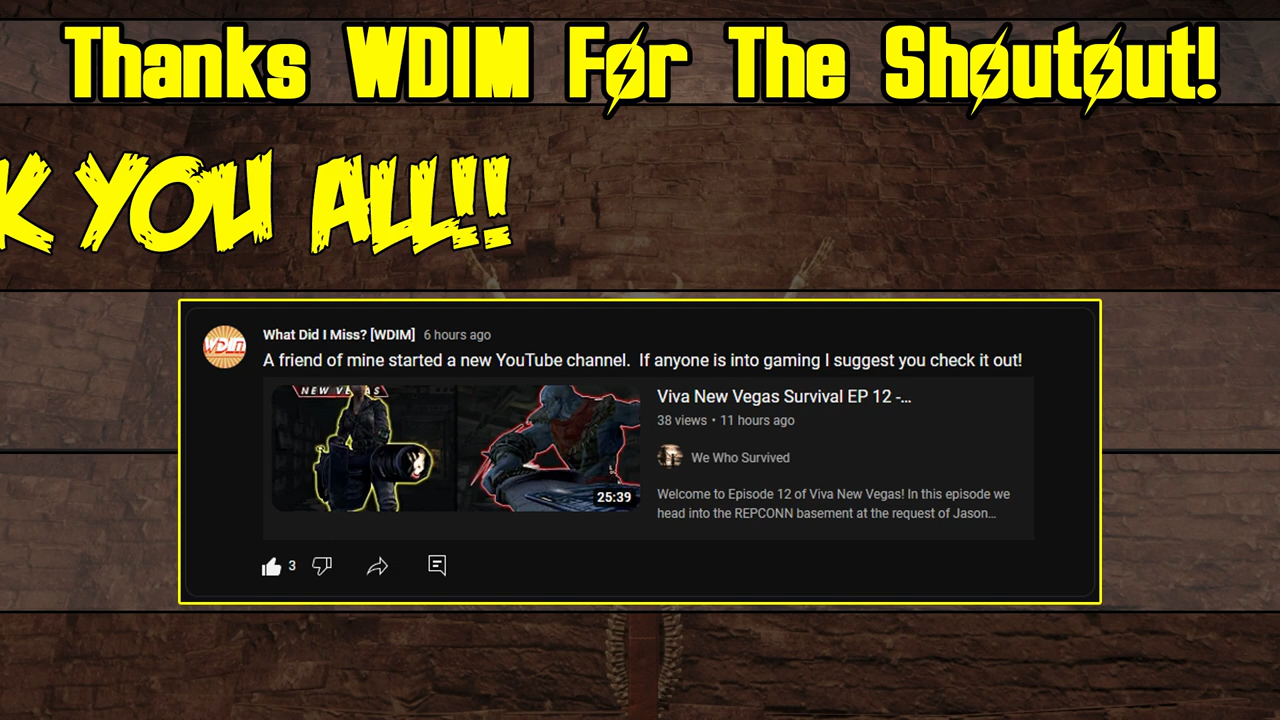 Thanks WDIM For The Shoutout!
K YOU ALL!!
What Did I Miss? [WDIM] 6 hours ago
A friend of mine started a new YouTube channel. If anyone is into gaming I suggest you check it out!
NEW VEGAS
WDIM
Viva New Vegas Survival EP 12 -...
38 views • 11 hours ago
We Who Survived
25:39
Welcome to Episode 12 of Viva New Vegas! In this episode we
head into the REPCONN basement at the request of Jason...
3